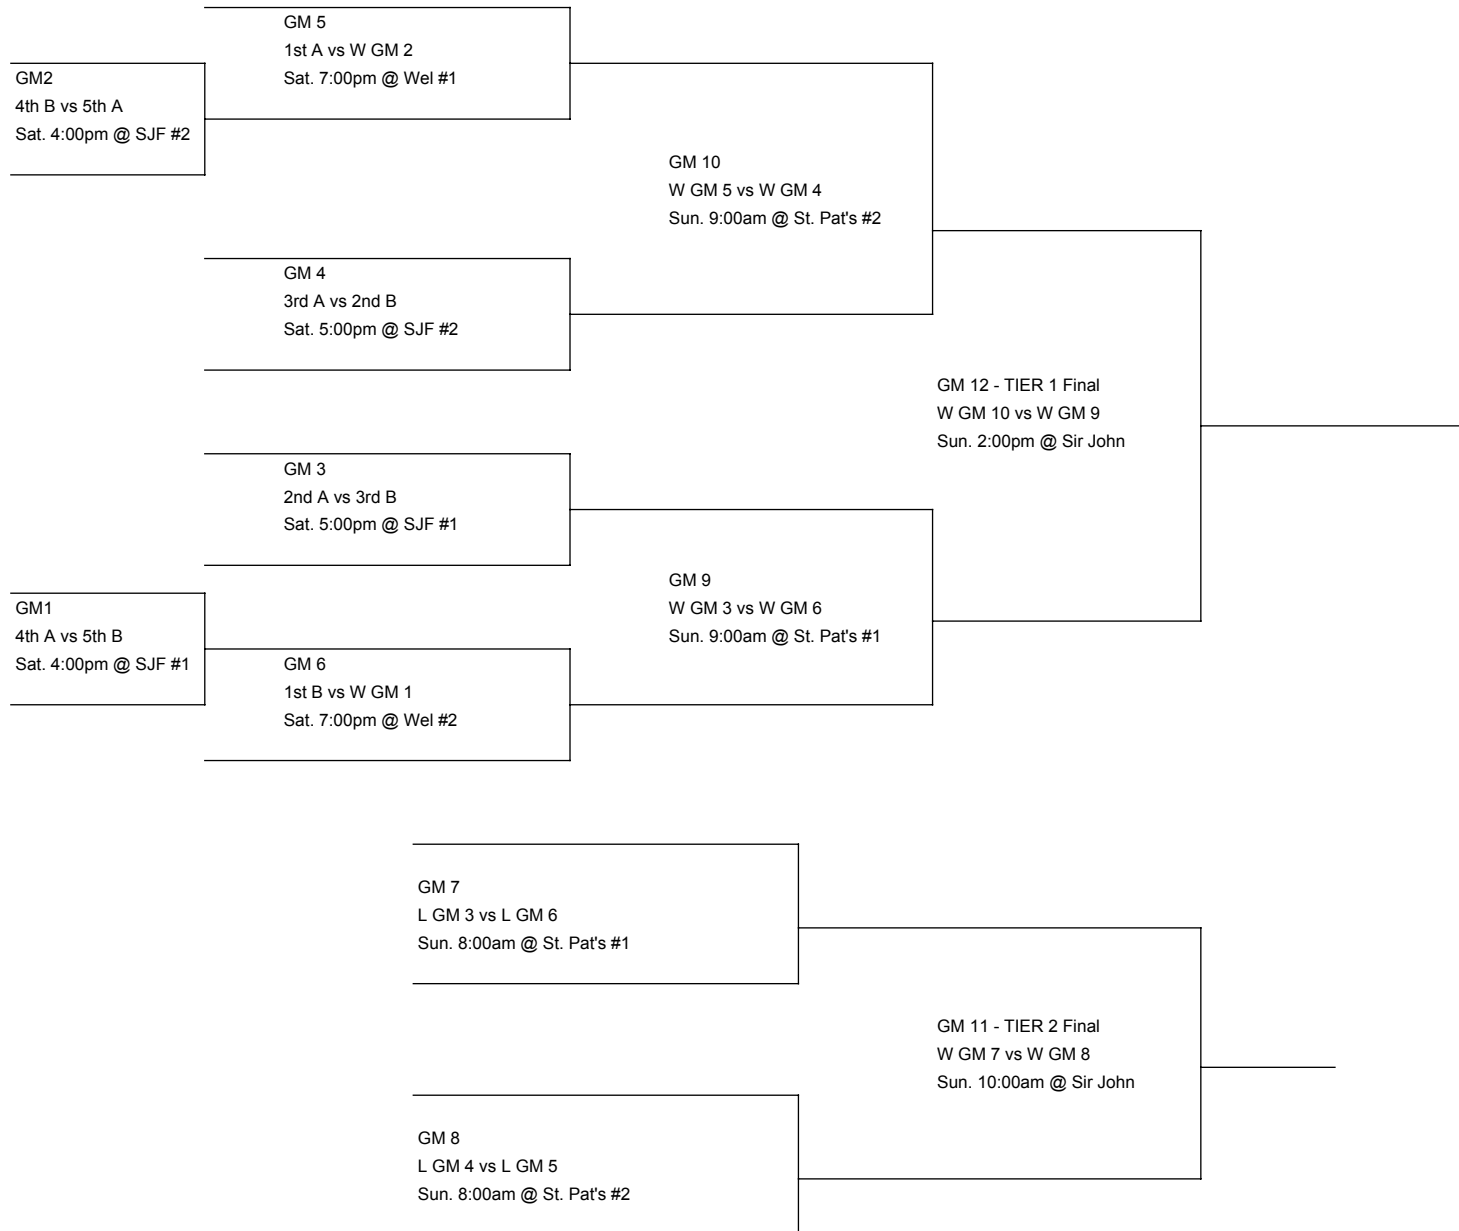 GM 5
1st A vs W GM 2
Sat. 7:00pm @ Wel #1
GM2
4th B vs 5th A
Sat. 4:00pm @ SJF #2
GM 10
W GM 5 vs W GM 4
Sun. 9:00am @ St. Pat's #2
GM 4
3rd A vs 2nd B
Sat. 5:00pm @ SJF #2
GM 12 - TIER 1 Final
W GM 10 vs W GM 9
Sun. 2:00pm @ Sir John
GM 3
2nd A vs 3rd B
Sat. 5:00pm @ SJF #1
GM 9
W GM 3 vs W GM 6
Sun. 9:00am @ St. Pat's #1
GM1
4th A vs 5th B
Sat. 4:00pm @ SJF #1
GM 6
1st B vs W GM 1
Sat. 7:00pm @ Wel #2
GM 7
L GM 3 vs L GM 6
Sun. 8:00am @ St. Pat's #1
GM 11 - TIER 2 Final
W GM 7 vs W GM 8
Sun. 10:00am @ Sir John
GM 8
L GM 4 vs L GM 5
Sun. 8:00am @ St. Pat's #2